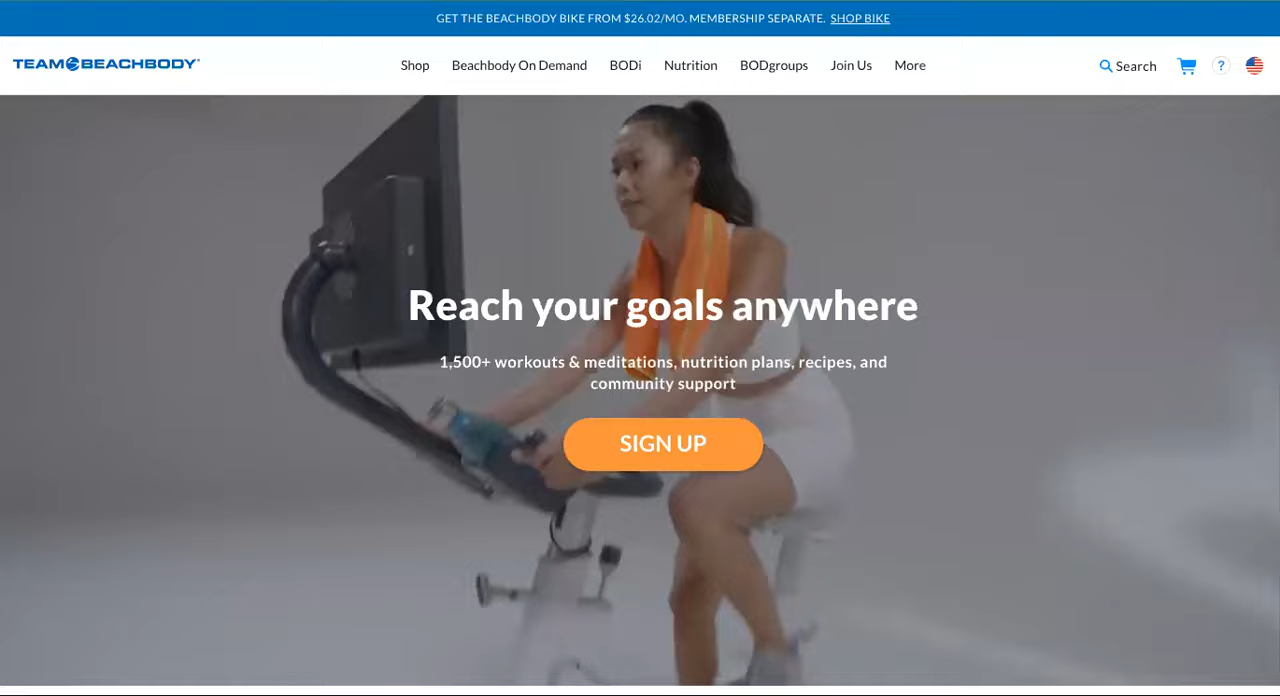 GET THE BEACHBODY BIKE FROM $26.02/MO. MEMBERSHIP SEPARATE. SHOP BIKE
TEAM BEACHBODY
Shop Beachbody On Demand BODi Nutrition BODgroups Join Us More Search ?
Reach your goals anywhere
1,500+ workouts & meditations, nutrition plans, recipes, and
community support
SIGN UP